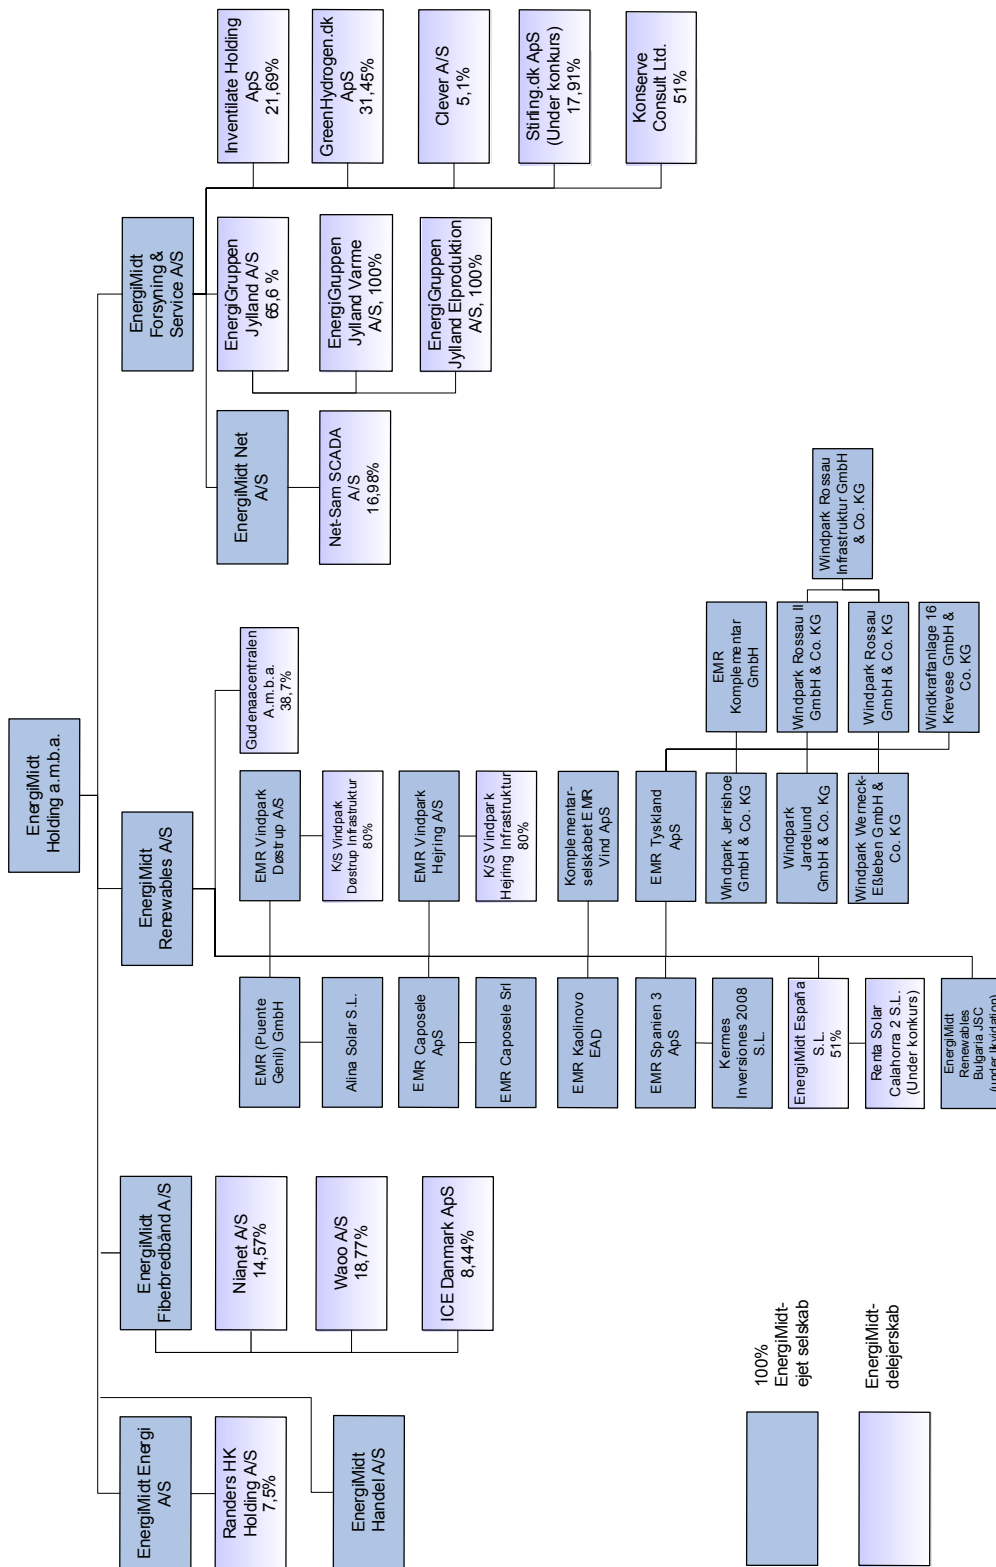 EnergiMidt
Holding a.m.b.a.
EnergiMidt Energi
A/S
Randers HK
Holding A/S
7,5%
EnergiMidt
Handel A/S
EnergiMidt
Fiberbredbånd A/S
Nianet A/S
14,57%
Waoo A/S
18,77%
ICE Danmark ApS
8,44%
EnergiMidt
Renewables A/S
EMR (Puente
Genil) GmbH
Alina Solar S.L.
EMR Caposele
ApS
EMR Caposele Srl
EMR Kaolinovo
EAD
EMR Spanien 3
ApS
Kermes
Inversiones 2008
S.L.
EnergiMidt España
S.L.
51%
Renta Solar
Calahorra 2 S.L.
(Under konkurs)
EnergiMidt
Renewables
Bulgaria JSC
(under likvidation)
EMR Vindpark
Døstrup A/S
K/S Vindpark
Døstrup Infrastruktur
80%
EMR Vindpark
Hejring A/S
K/S Vindpark
Hejring Infrastruktur
80%
Komplementar-
selskabet EMR
Vind ApS
EMR Tyskland
ApS
Windpark Jerrishoe
GmbH & Co. KG
Windpark
Jardelund
GmbH & Co. KG
Windpark Werneck-
Eßleben GmbH &
Co. KG
Gudenaacentralen
A.m.b.a.
38,7%
EMR
Komplementar
GmbH
Windpark Rossau II
GmbH & Co. KG
Windpark Rossau
GmbH & Co. KG
Windkraftanlage 16
Krevese GmbH &
Co. KG
Windpark Rossau
Infrastruktur GmbH
& Co. KG
EnergiMidt
Forsyning &
Service A/S
EnergiMidt Net
A/S
Net-Sam SCADA
A/S
16,98%
EnergiGruppen
Jylland A/S
65,6 %
EnergiGruppen
Jylland Varme
A/S, 100%
EnergiGruppen
Jylland Elproduktion
A/S, 100%
Inventilate Holding
ApS
21,69%
GreenHydrogen.dk
ApS
31,45%
Clever A/S
5,1%
Stirling.dk ApS
(Under konkurs)
17,91%
Konserve
Consult Ltd.
51%
100%
EnergiMidt-
ejet selskab
EnergiMidt-
delejerskab